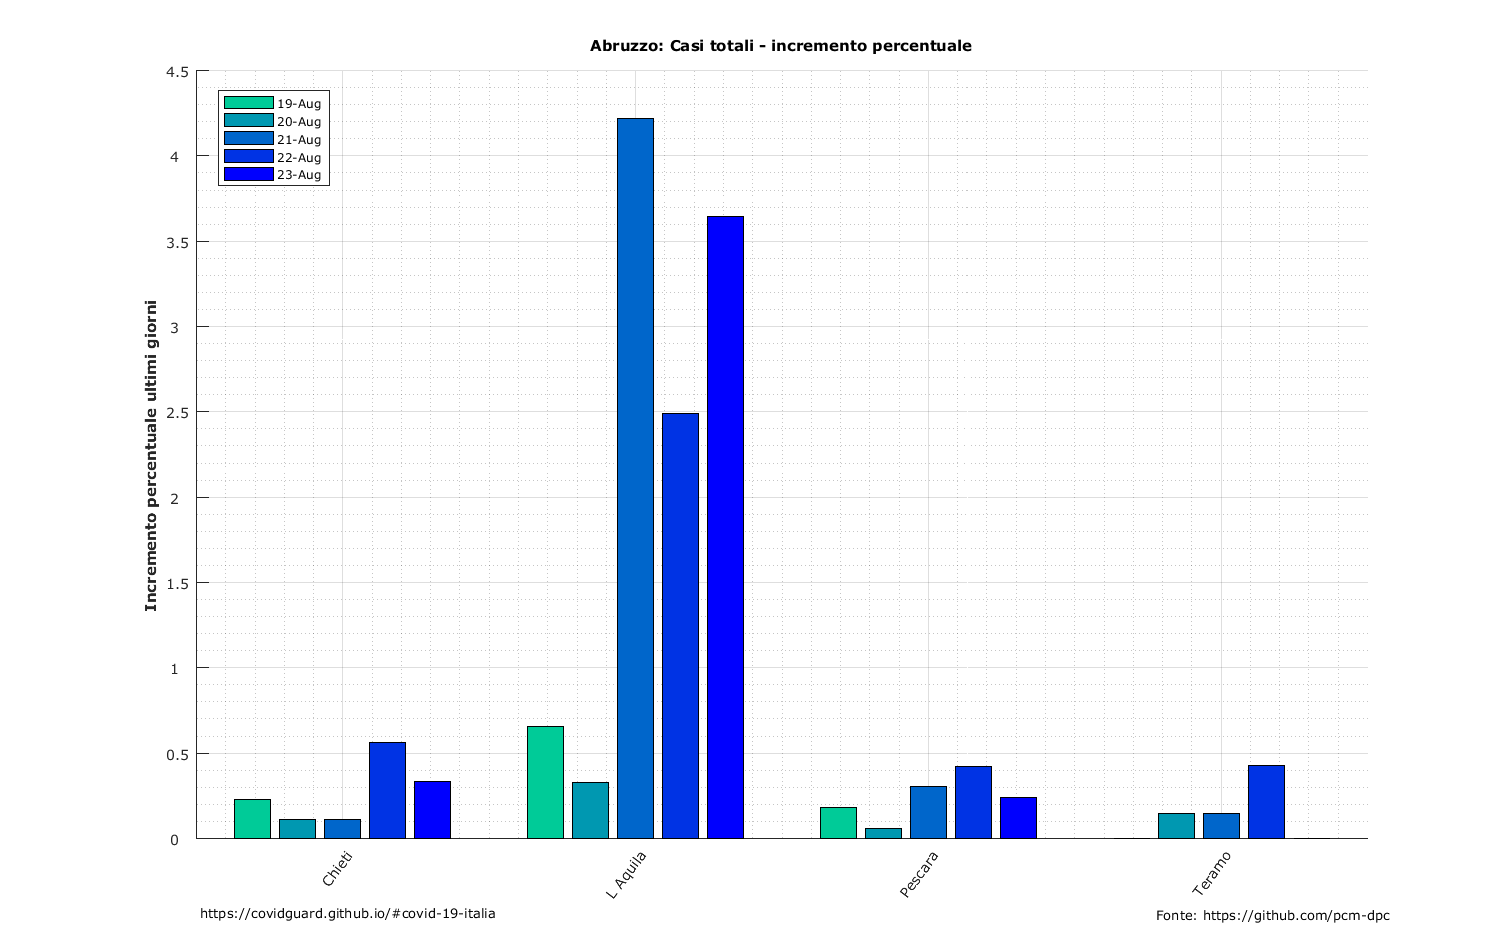 Abruzzo: Casi totali - incremento percentuale
4.5
4
3.5
3
2.5
2
1.5
1
0.5
0
Incremento percentuale ultimi giorni
19-Aug
20-Aug
21-Aug
22-Aug
23-Aug
Chieti
L Aquila
Pescara
Teramo
https://covidguard.github.io/#covid-19-italia
Fonte: https://github.com/pcm-dpc